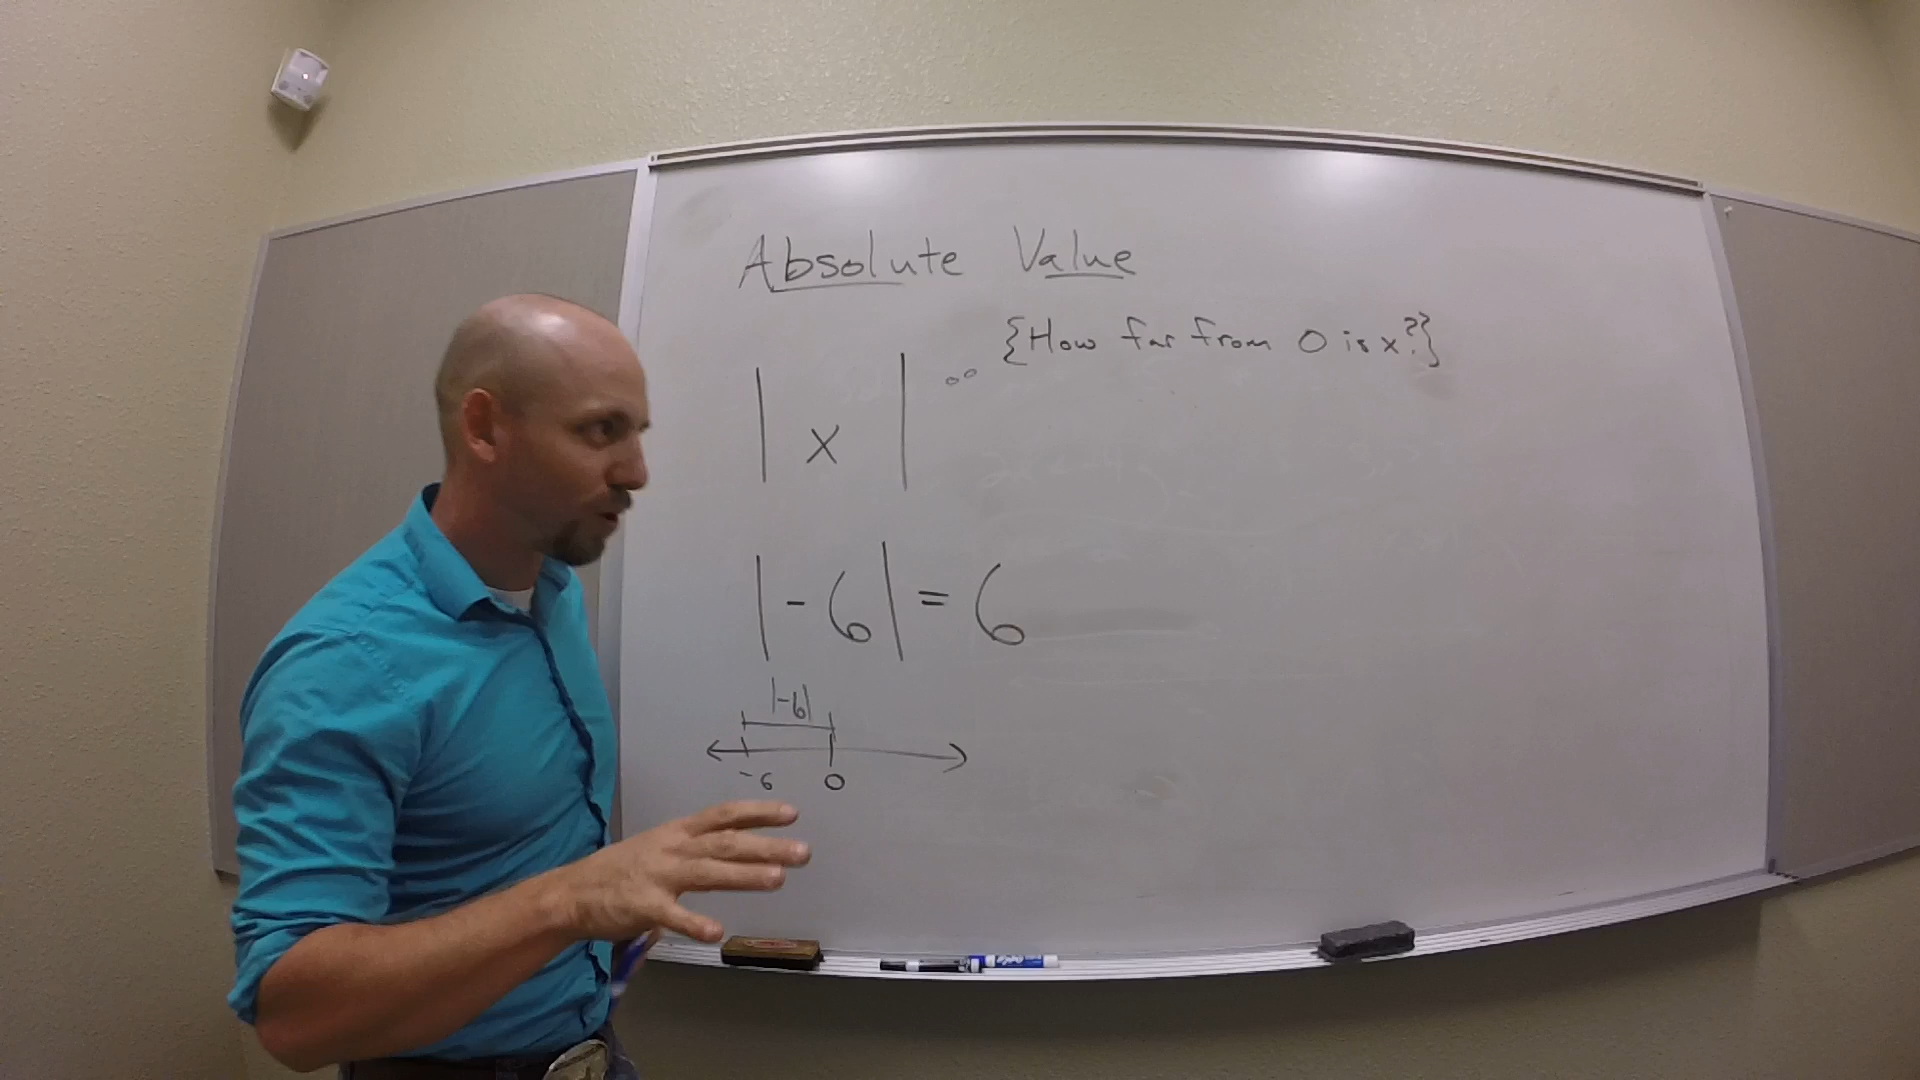 Absolute Value
{How far from 0 is x?}
| x |
|-6| = 6
|-6|
-6 0